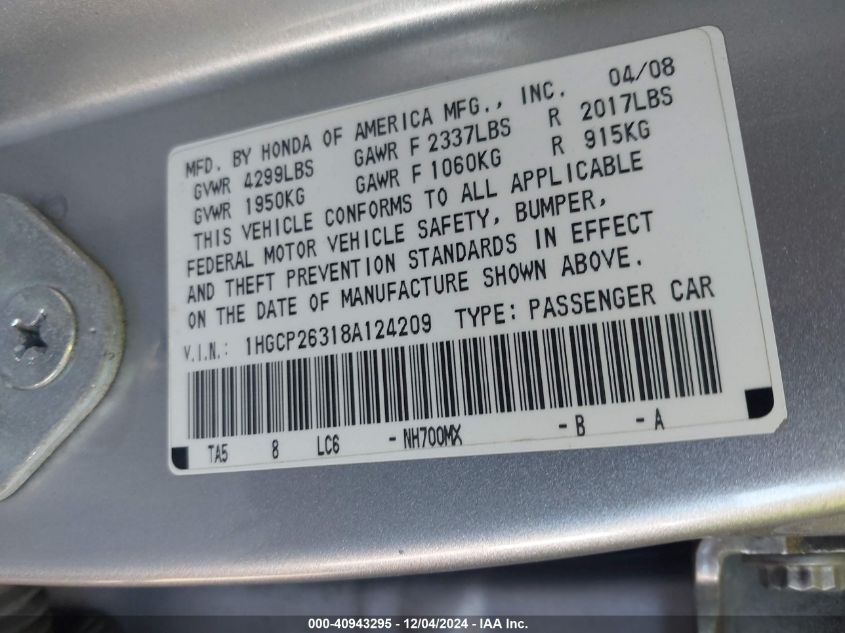 MFD. BY HONDA OF AMERICA MFG., INC. 04/08
GVWR 4299LBS GAWR F 2337LBS R 2017LBS
GVWR 1950KG GAWR F 1060KG R 915KG
THIS VEHICLE CONFORMS TO ALL APPLICABLE
FEDERAL MOTOR VEHICLE SAFETY, BUMPER,
AND THEFT PREVENTION STANDARDS IN EFFECT
ON THE DATE OF MANUFACTURE SHOWN ABOVE.
V.I.N.: 1HGCP26318A124209 TYPE: PASSENGER CAR
TA5 8 LC6 -NH700MX -B -A
000-40943295 - 12/04/2024 - IAA Inc.